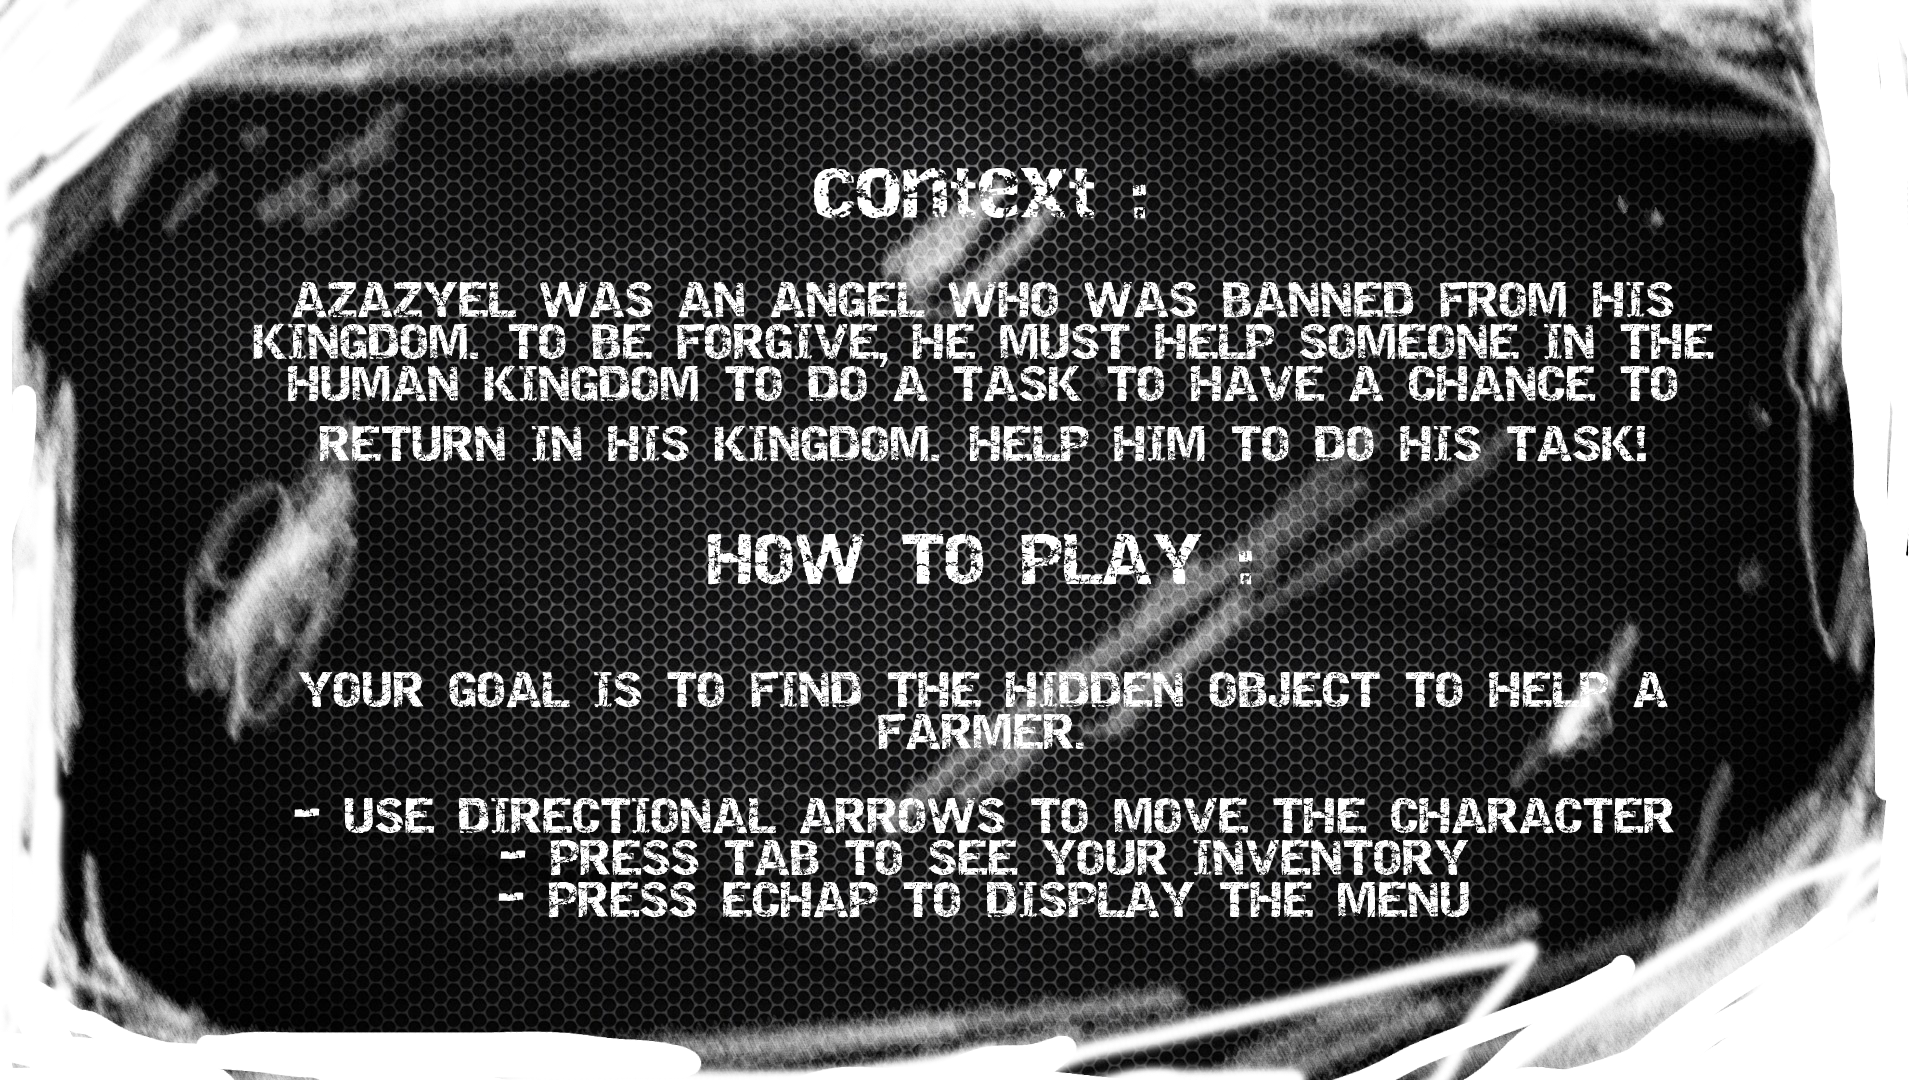 context :
AZAZYEL WAS AN ANGEL WHO WAS BANNED FROM HIS
KINGDOM. TO BE FORGIVE, HE MUST HELP SOMEONE IN THE
HUMAN KINGDOM TO DO A TASK TO HAVE A CHANCE TO
RETURN IN HIS KINGDOM. HELP HIM TO DO HIS TASK!
HOW TO PLAY :
YOUR GOAL IS TO FIND THE HIDDEN OBJECT TO HELP A
FARMER.
- USE DIRECTIONAL ARROWS TO MOVE THE CHARACTER
- PRESS TAB TO SEE YOUR INVENTORY
- PRESS ECHAP TO DISPLAY THE MENU